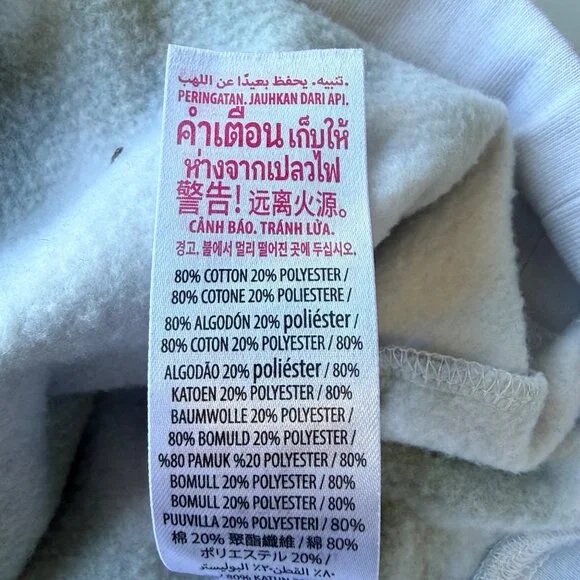 تنبيه. يحفظ بعيدًا عن اللهب.
PERINGATAN. JAUHKAN DARI API.
คำเตือน เก็บให้
ห่างจากเปลวไฟ
警告! 远离火源。
CẢNH BÁO. TRÁNH LỬA.
경고. 불에서 멀리 떨어진 곳에 두십시오.
80% COTTON 20% POLYESTER /
80% COTONE 20% POLIESTERE /
80% ALGODÓN 20% poliéster /
80% COTON 20% POLYESTER / 80%
ALGODÃO 20% poliéster / 80%
KATOEN 20% POLYESTER / 80%
BAUMWOLLE 20% POLYESTER /
80% BOMULD 20% POLYESTER /
%80 PAMUK %20 POLYESTER / 80%
BOMULL 20% POLYESTER / 80%
BOMULL 20% POLYESTER / 80%
PUUVILLA 20% POLYESTERI / 80%
棉 20% 聚酯纖維 / 綿 80%
ポリエステル 20% /
٨٠٪ القطن ٢٠٪ البوليستر
/ 80% KATUN